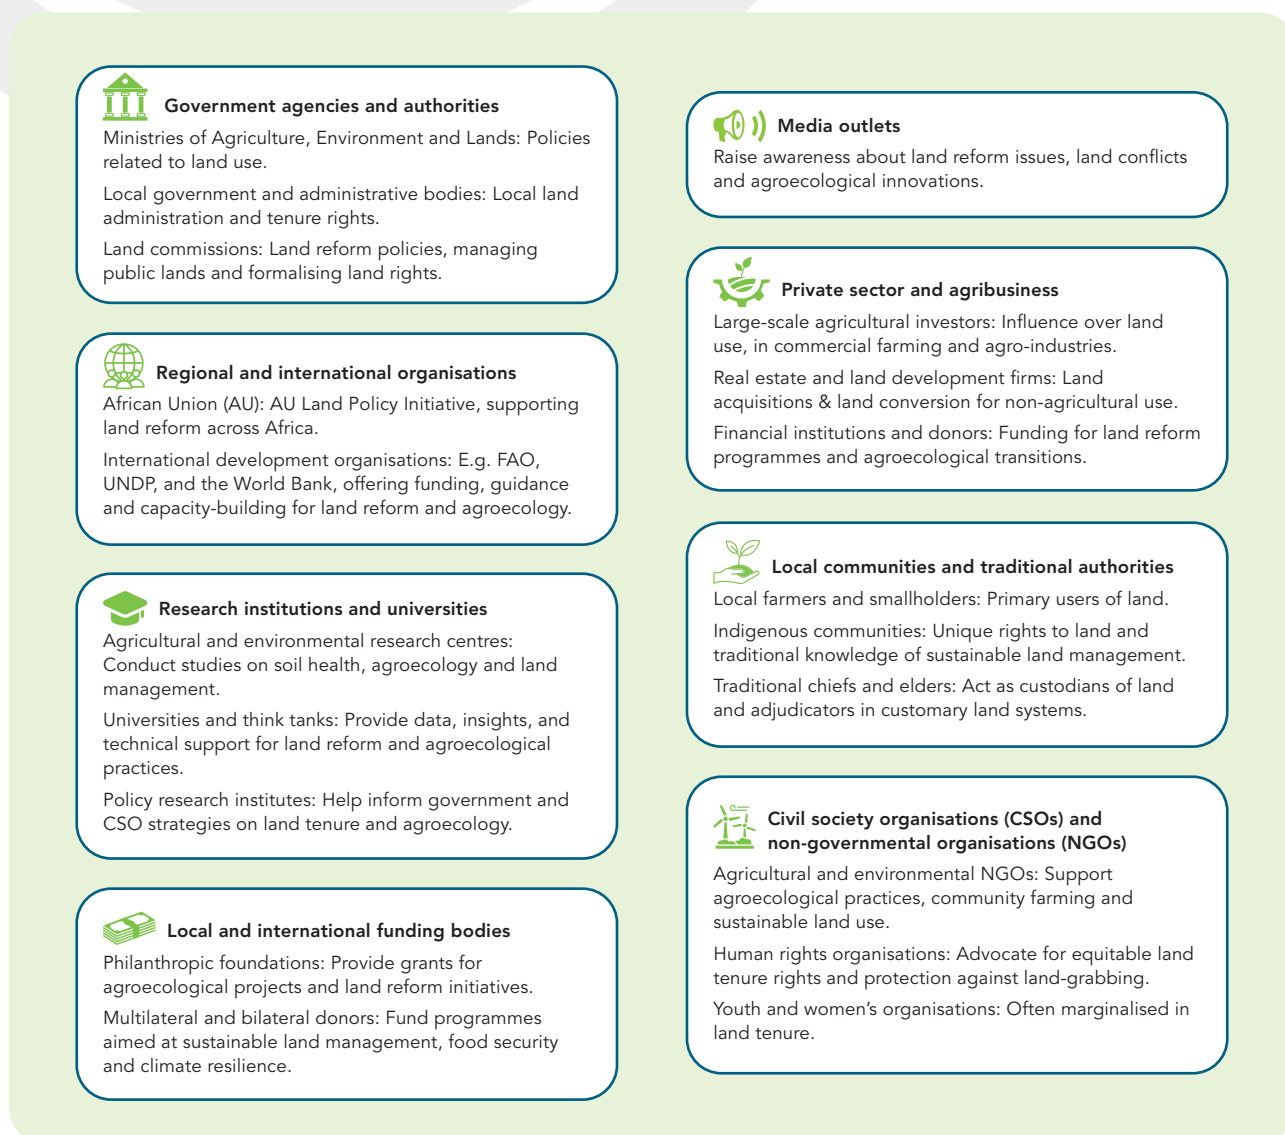 Government agencies and authorities
Ministries of Agriculture, Environment and Lands: Policies
related to land use.
Local government and administrative bodies: Local land
administration and tenure rights.
Land commissions: Land reform policies, managing
public lands and formalising land rights.
Regional and international organisations
African Union (AU): AU Land Policy Initiative, supporting
land reform across Africa.
International development organisations: E.g. FAO,
UNDP, and the World Bank, offering funding, guidance
and capacity-building for land reform and agroecology.
Research institutions and universities
Agricultural and environmental research centres:
Conduct studies on soil health, agroecology and land
management.
Universities and think tanks: Provide data, insights, and
technical support for land reform and agroecological
practices.
Policy research institutes: Help inform government and
CSO strategies on land tenure and agroecology.
Local and international funding bodies
Philanthropic foundations: Provide grants for
agroecological projects and land reform initiatives.
Multilateral and bilateral donors: Fund programmes
aimed at sustainable land management, food security
and climate resilience.
Media outlets
Raise awareness about land reform issues, land conflicts
and agroecological innovations.
Private sector and agribusiness
Large-scale agricultural investors: Influence over land
use, in commercial farming and agro-industries.
Real estate and land development firms: Land
acquisitions & land conversion for non-agricultural use.
Financial institutions and donors: Funding for land reform
programmes and agroecological transitions.
Local communities and traditional authorities
Local farmers and smallholders: Primary users of land.
Indigenous communities: Unique rights to land and
traditional knowledge of sustainable land management.
Traditional chiefs and elders: Act as custodians of land
and adjudicators in customary land systems.
Civil society organisations (CSOs) and
non-governmental organisations (NGOs)
Agricultural and environmental NGOs: Support
agroecological practices, community farming and
sustainable land use.
Human rights organisations: Advocate for equitable land
tenure rights and protection against land-grabbing.
Youth and women's organisations: Often marginalised in
land tenure.